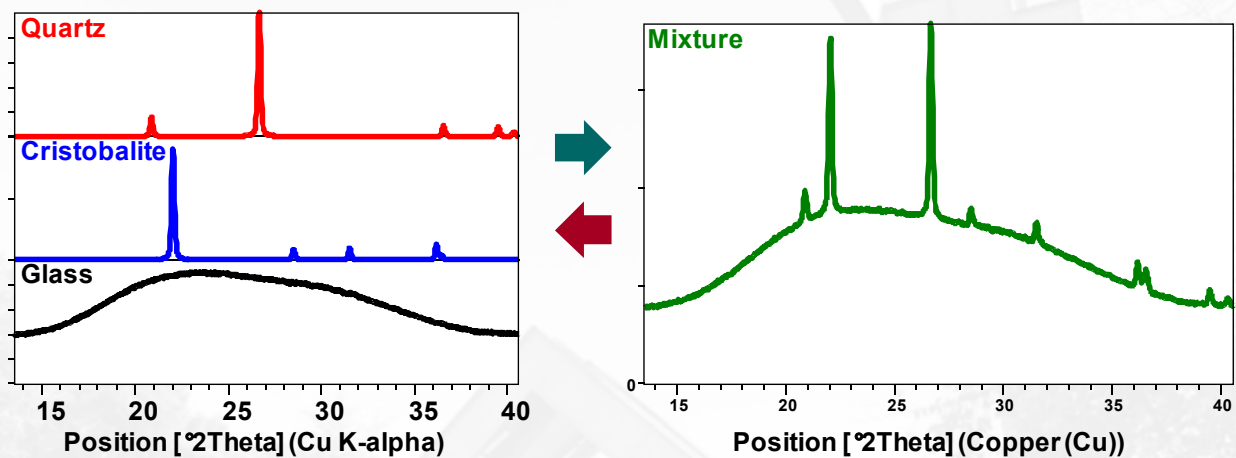 Quartz
Cristobalite
Glass
15 20 25 30 35 40
Position [°2Theta] (Cu K-alpha)
Mixture
0
15 20 25 30 35 40
Position [°2Theta] (Copper (Cu))